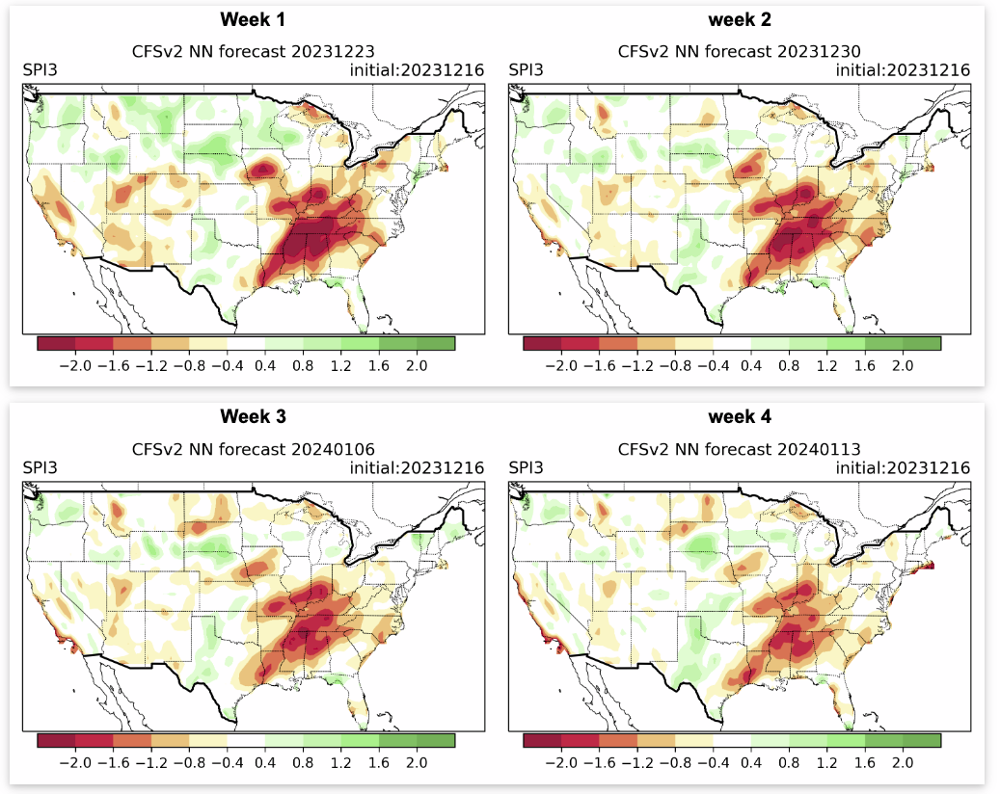 Week 1
CFSv2 NN forecast 20231223
SPI3 initial:20231216
−2.0 −1.6 −1.2 −0.8 −0.4 0.4 0.8 1.2 1.6 2.0
week 2
CFSv2 NN forecast 20231230
SPI3 initial:20231216
−2.0 −1.6 −1.2 −0.8 −0.4 0.4 0.8 1.2 1.6 2.0
Week 3
CFSv2 NN forecast 20240106
SPI3 initial:20231216
−2.0 −1.6 −1.2 −0.8 −0.4 0.4 0.8 1.2 1.6 2.0
week 4
CFSv2 NN forecast 20240113
SPI3 initial:20231216
−2.0 −1.6 −1.2 −0.8 −0.4 0.4 0.8 1.2 1.6 2.0